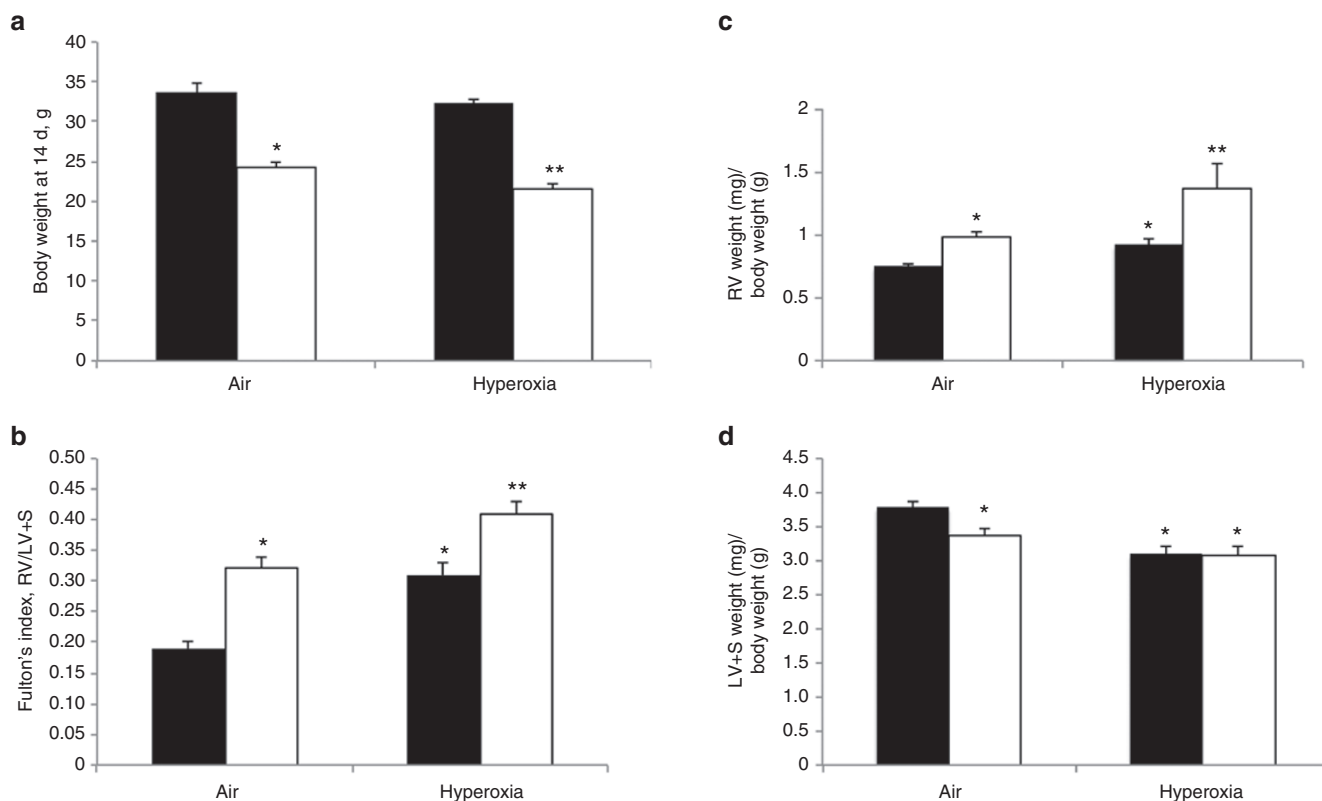 a
40
35
30
25
20
15
10
5
0
Body weight at 14 d, g
*
**
Air
Hyperoxia
b
0.50
0.45
0.40
0.35
0.30
0.25
0.20
0.15
0.10
0.05
0
Fulton's index, RV/LV+S
*
*
**
Air
Hyperoxia
c
2
1.5
1
0.5
0
RV weight (mg)/
body weight (g)
*
*
**
Air
Hyperoxia
d
4.5
4.0
3.5
3.0
2.5
2.0
1.5
1.0
0.5
0
LV+S weight (mg)/
body weight (g)
*
*
*
Air
Hyperoxia